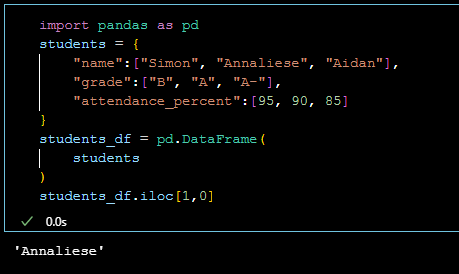 import pandas as pd
students = {
    "name":["Simon", "Annaliese", "Aidan"],
    "grade":["B", "A", "A-"],
    "attendance_percent":[95, 90, 85]
}
students_df = pd.DataFrame(
    students
)
students_df.iloc[1,0]
0.0s
'Annaliese'